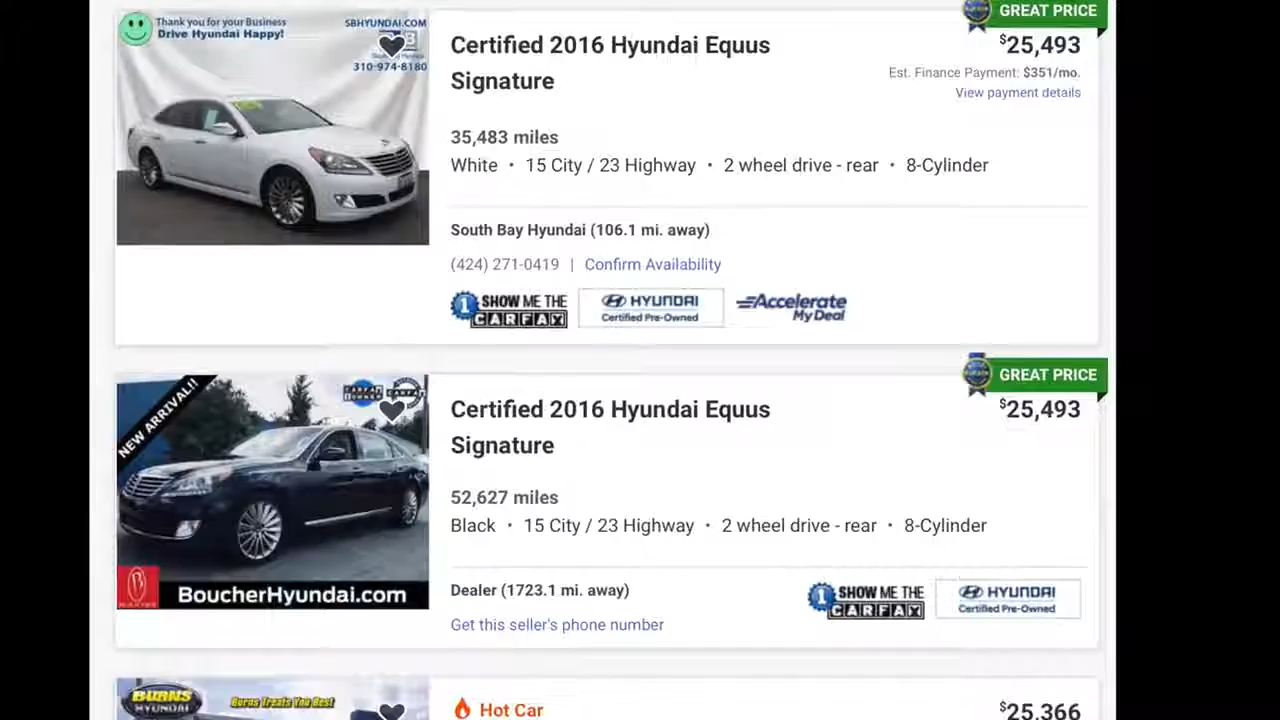 Thank you for your Business
Drive Hyundai Happy!
SBHYUNDAI.COM
310-974-8180
GREAT PRICE
Certified 2016 Hyundai Equus
Signature
$25,493
Est. Finance Payment: $351/mo.
View payment details
35,483 miles
White • 15 City / 23 Highway • 2 wheel drive - rear • 8-Cylinder
South Bay Hyundai (106.1 mi. away)
(424) 271-0419 | Confirm Availability
1 SHOW ME THE
CARFAX
HYUNDAI
Certified Pre-Owned
Accelerate
My Deal
GREAT PRICE
NEW ARRIVAL!!
Certified 2016 Hyundai Equus
Signature
$25,493
52,627 miles
Black • 15 City / 23 Highway • 2 wheel drive - rear • 8-Cylinder
BoucherHyundai.com
Dealer (1723.1 mi. away)
Get this seller's phone number
1 SHOW ME THE
CARFAX
HYUNDAI
Certified Pre-Owned
BURNS
HYUNDAI
Burns Treats You Best
Hot Car
$25,366